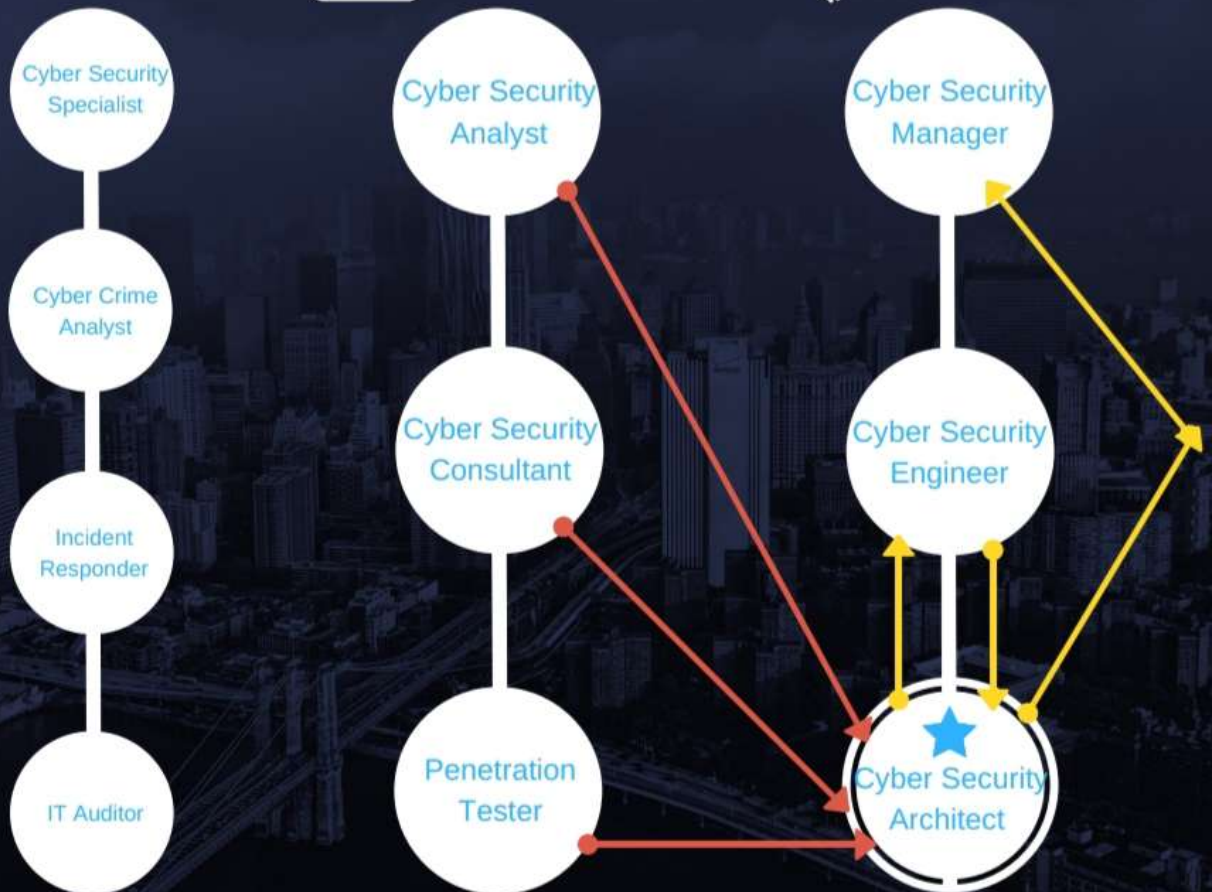 Cyber Security
Specialist
Cyber Crime
Analyst
Incident
Responder
IT Auditor
Cyber Security
Analyst
Cyber Security
Consultant
Penetration
Tester
Cyber Security
Manager
Cyber Security
Engineer
Cyber Security
Architect